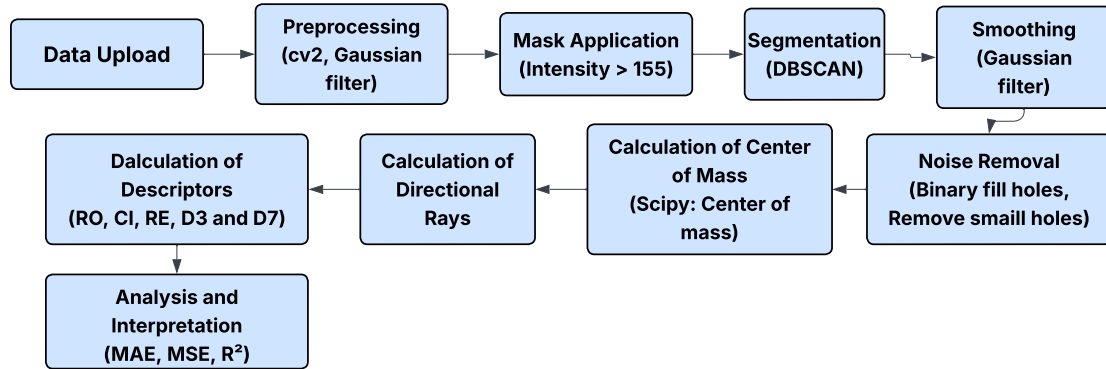 Data Upload
Preprocessing
(cv2, Gaussian
filter)
Mask Application
(Intensity > 155)
Segmentation
(DBSCAN)
Smoothing
(Gaussian
filter)
Noise Removal
(Binary fill holes,
Remove smaill holes)
Calculation of Center
of Mass
(Scipy: Center of
mass)
Calculation of
Directional
Rays
Dalculation of
Descriptors
(RO, CI, RE, D3 and D7)
Analysis and
Interpretation
(MAE, MSE, R²)